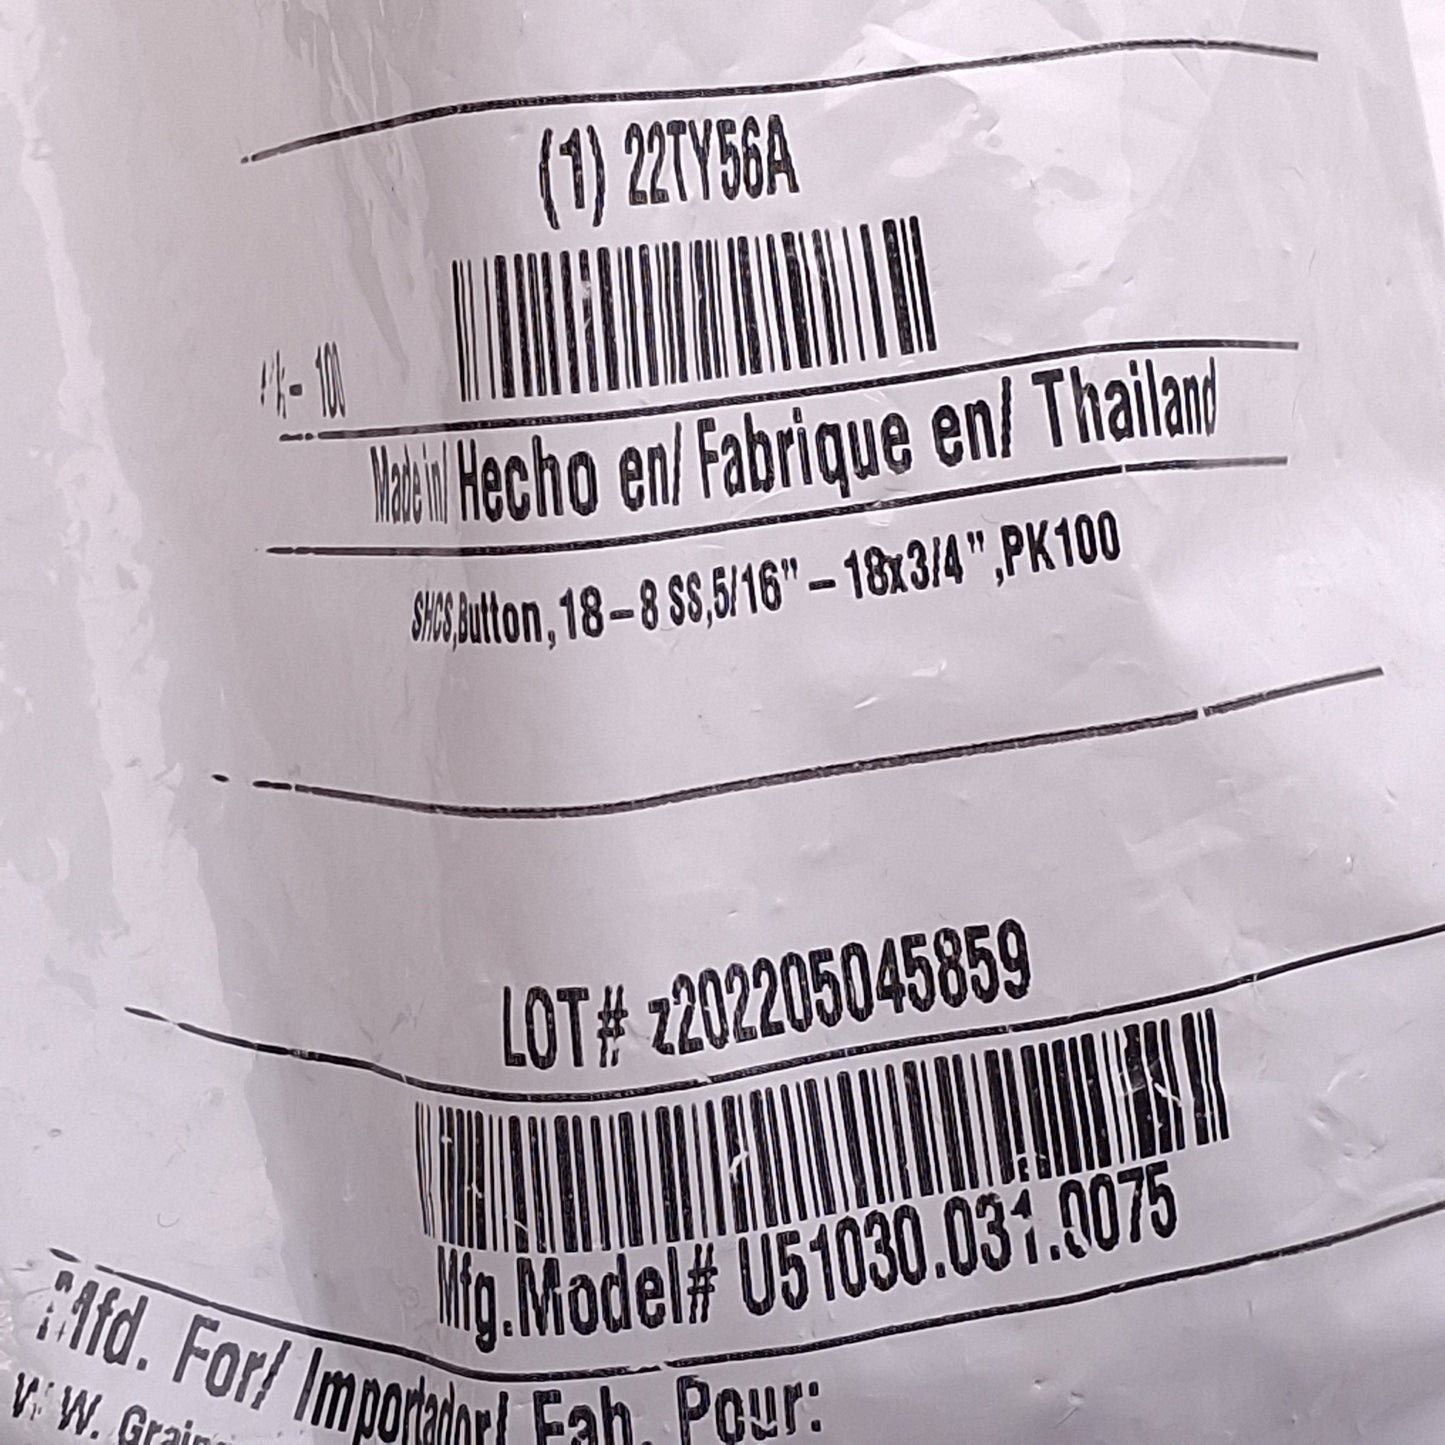 (1) 22TY56A
- 100
Made in/ Hecho en/ Fabrique en/ Thailand
SHCS,Button, 18-8 SS,5/16"-18x3/4",PK100
LOT# z202205045859
Mfg.Model# U51030.031.0075
Mfd. For/ Importador/ Fab. Pour:
W.W.